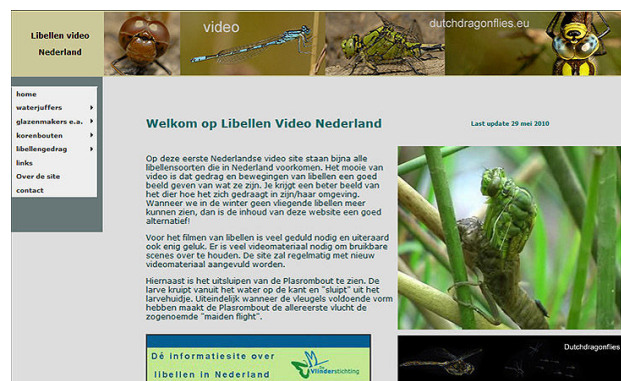 Libellen video
Nederland
video
dutchdragonflies.eu
home
waterjuffers
glazenmakers e.a.
korenbouten
libellengedrag
links
Over de site
contact
Welkom op Libellen Video Nederland
Last update 29 mei 2010
Op deze eerste Nederlandse video site staan bijna alle
libellensoorten die in Nederland voorkomen. Het mooie van
video is dat gedrag en bewegingen van libellen een goed
beeld geven van wat ze zijn. Je krijgt een beter beeld van
het dier hoe het zich gedraagt in zijn/haar omgeving.
Wanneer we in de winter geen vliegende libellen meer
kunnen zien, dan is de inhoud van deze website een goed
alternatief!
Voor het filmen van libellen is veel geduld nodig en uiteraard
ook enig geluk. Er is veel videomateriaal nodig om bruikbare
scenes over te houden. De site zal regelmatig met nieuw
videomateriaal aangevuld worden.
Hiernaast is het uitsluipen van de Plasrombout te zien. De
larve kruipt vanuit het water op de kant en "sluipt" uit het
larvehuidje. Uiteindelijk wanneer de vleugels voldoende vorm
hebben maakt de Plasrombout de allereerste vlucht de
zogenoemde "maiden flight".
Dé informatiesite over
libellen in Nederland
De Vlinderstichting
Dutchdragonflies